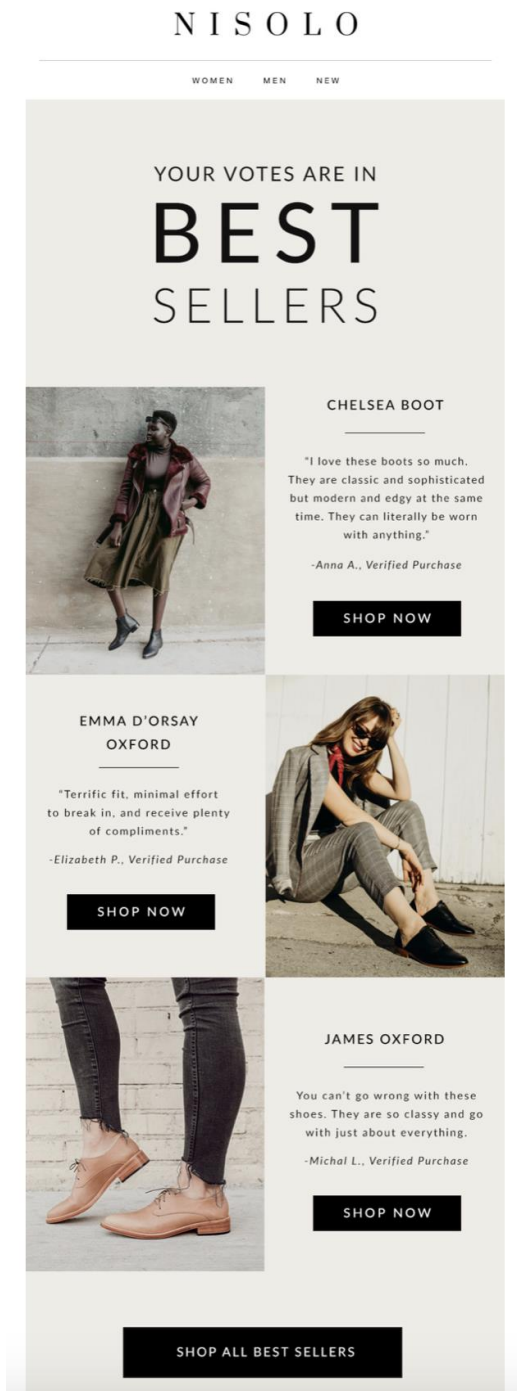 NISOLO
WOMEN MEN NEW
YOUR VOTES ARE IN
BEST
SELLERS
CHELSEA BOOT
"I love these boots so much.
They are classic and sophisticated
but modern and edgy at the same
time. They can literally be worn
with anything."
-Anna A., Verified Purchase
SHOP NOW
EMMA D'ORSAY
OXFORD
"Terrific fit, minimal effort
to break in, and receive plenty
of compliments."
-Elizabeth P., Verified Purchase
SHOP NOW
JAMES OXFORD
You can't go wrong with these
shoes. They are so classy and go
with just about everything.
-Michal L., Verified Purchase
SHOP NOW
SHOP ALL BEST SELLERS